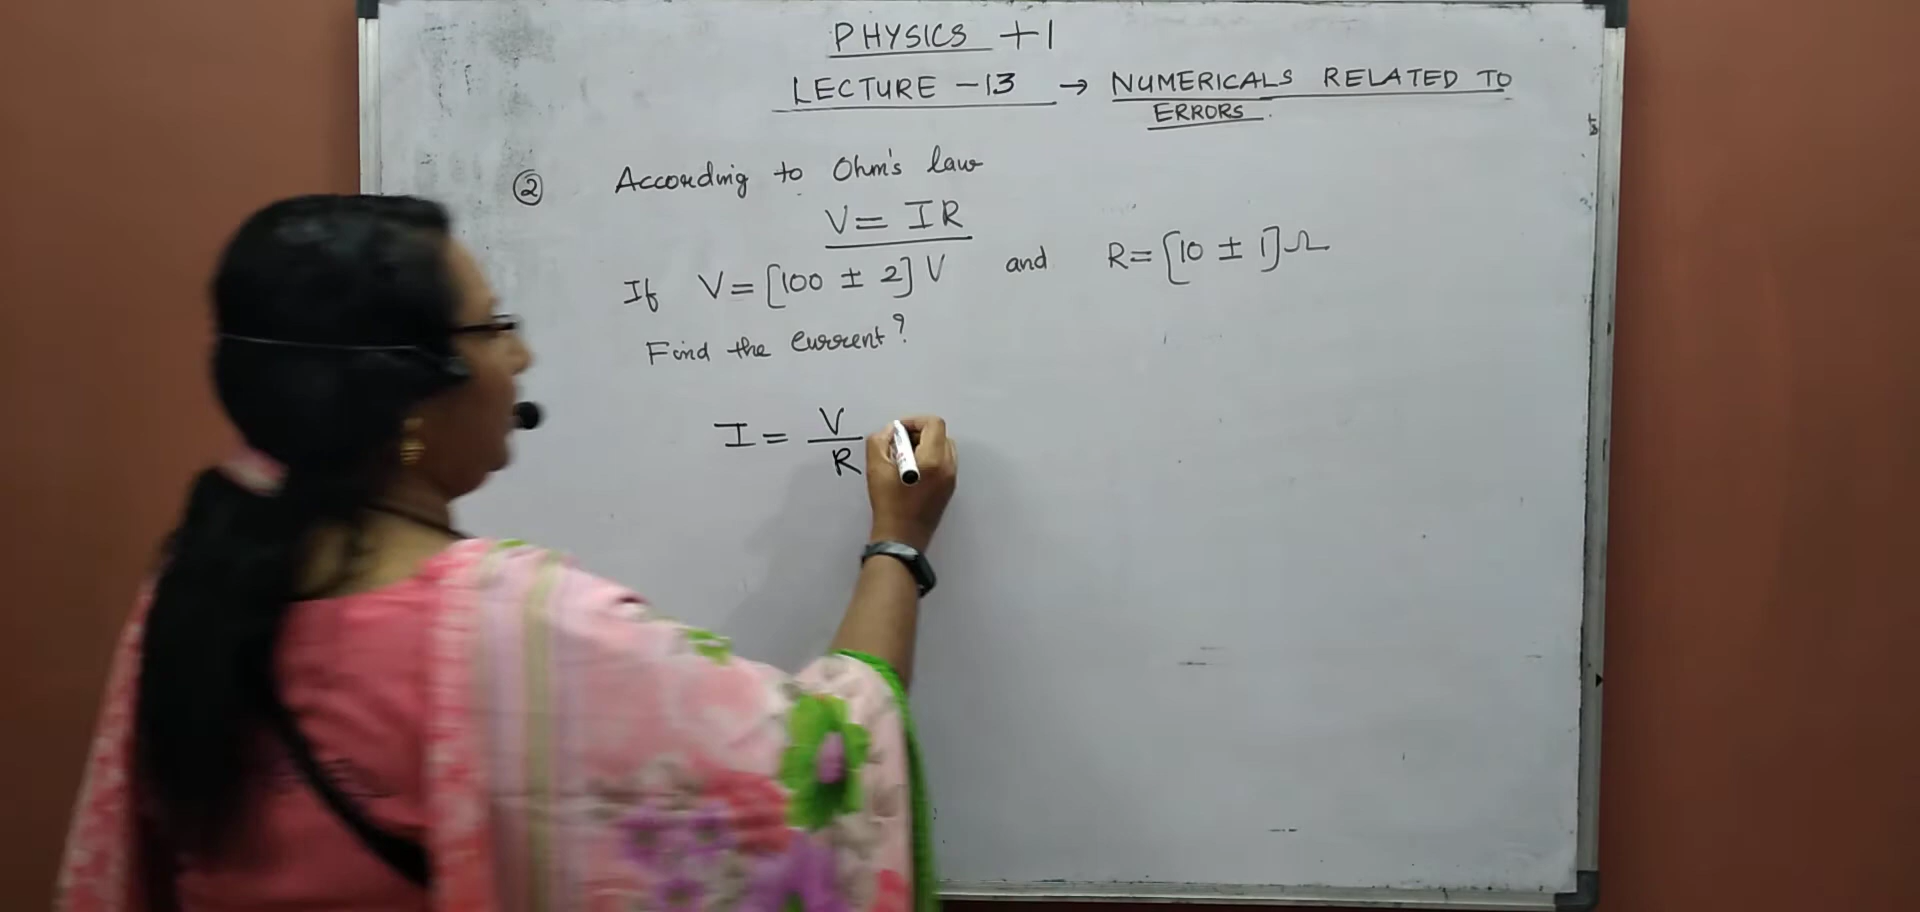 PHYSICS +1
LECTURE -13 → NUMERICALS RELATED TO
ERRORS.
② According to Ohm's law
V = IR
If V = [100 ± 2] V and R = [10 ± 1] Ω
Find the current?
I = V/R